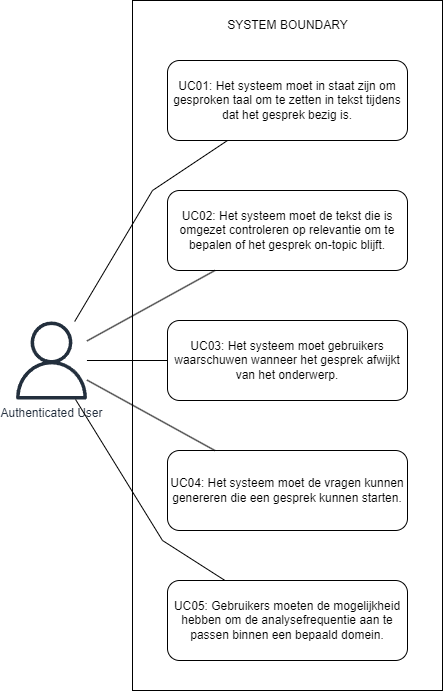 SYSTEM BOUNDARY
UC01: Het systeem moet in staat zijn om
gesproken taal om te zetten in tekst tijdens
dat het gesprek bezig is.
UC02: Het systeem moet de tekst die is
omgezet controleren op relevantie om te
bepalen of het gesprek on-topic blijft.
UC03: Het systeem moet gebruikers
waarschuwen wanneer het gesprek afwijkt
van het onderwerp.
Authenticated User
UC04: Het systeem moet de vragen kunnen
genereren die een gesprek kunnen starten.
UC05: Gebruikers moeten de mogelijkheid
hebben om de analysefrequentie aan te
passen binnen een bepaald domein.